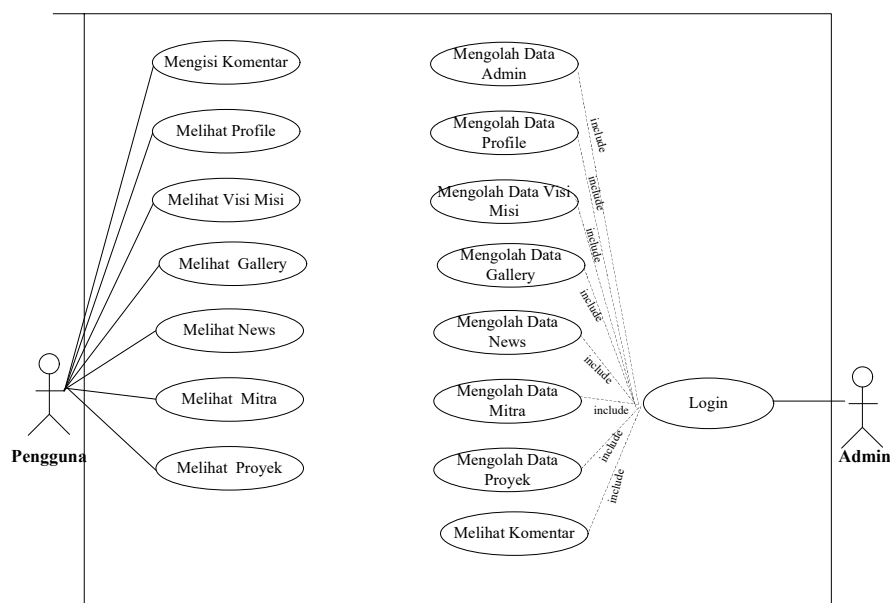 Mengisi Komentar
Melihat Profile
Melihat Visi Misi
Melihat  Gallery
Melihat News
Melihat  Mitra
Melihat  Proyek
Pengguna
Mengolah Data
Admin
Mengolah Data
Profile
Mengolah Data Visi
Misi
Mengolah Data
Gallery
Mengolah Data
News
Mengolah Data
Mitra
Mengolah Data
Proyek
Melihat Komentar
include
include
include
include
include
include
include
include
Login
Admin